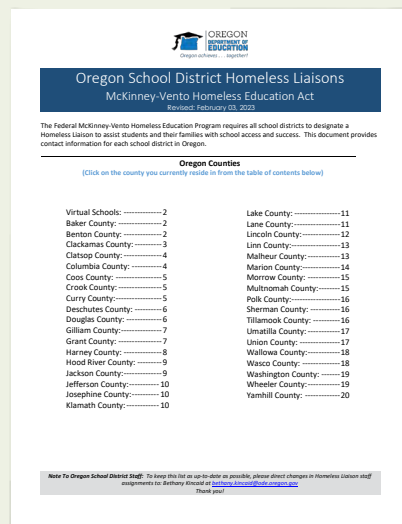 OREGON
DEPARTMENT OF
EDUCATION
Oregon achieves . . . together!
Oregon School District Homeless Liaisons
McKinney-Vento Homeless Education Act
Revised: February 03, 2023
The Federal McKinney-Vento Homeless Education Program requires all school districts to designate a
Homeless Liaison to assist students and their families with school access and success. This document provides
contact information for each school district in Oregon.
Oregon Counties
(Click on the county you currently reside in from the table of contents below)
Virtual Schools: --------------2
Baker County: ---------------2
Benton County: -------------2
Clackamas County:----------3
Clatsop County: -------------4
Columbia County: -----------4
Coos County: ----------------5
Crook County: ---------------5
Curry County:----------------5
Deschutes County: ----------6
Douglas County: -------------6
Gilliam County:--------------7
Grant County: ---------------7
Harney County: -------------8
Hood River County: ---------9
Jackson County: -------------9
Jefferson County:----------- 10
Josephine County:---------- 10
Klamath County:------------ 10
Lake County: -----------------11
Lane County: -----------------11
Lincoln County: --------------12
Linn County: -----------------13
Malheur County: ------------13
Marion County: --------------14
Morrow County: -------------15
Multnomah County:---------15
Polk County: -----------------16
Sherman County: ------------16
Tillamook County: -----------16
Umatilla County: ------------17
Union County: ---------------17
Wallowa County: ------------18
Wasco County: --------------18
Washington County: --------19
Wheeler County:-------------19
Yamhill County: -------------20
Note To Oregon School District Staff: To keep this list as up-to-date as possible, please direct changes in Homeless Liaison staff
assignments to: Bethany Kincaid at bethany.kincaid@ode.oregon.gov
Thank you!